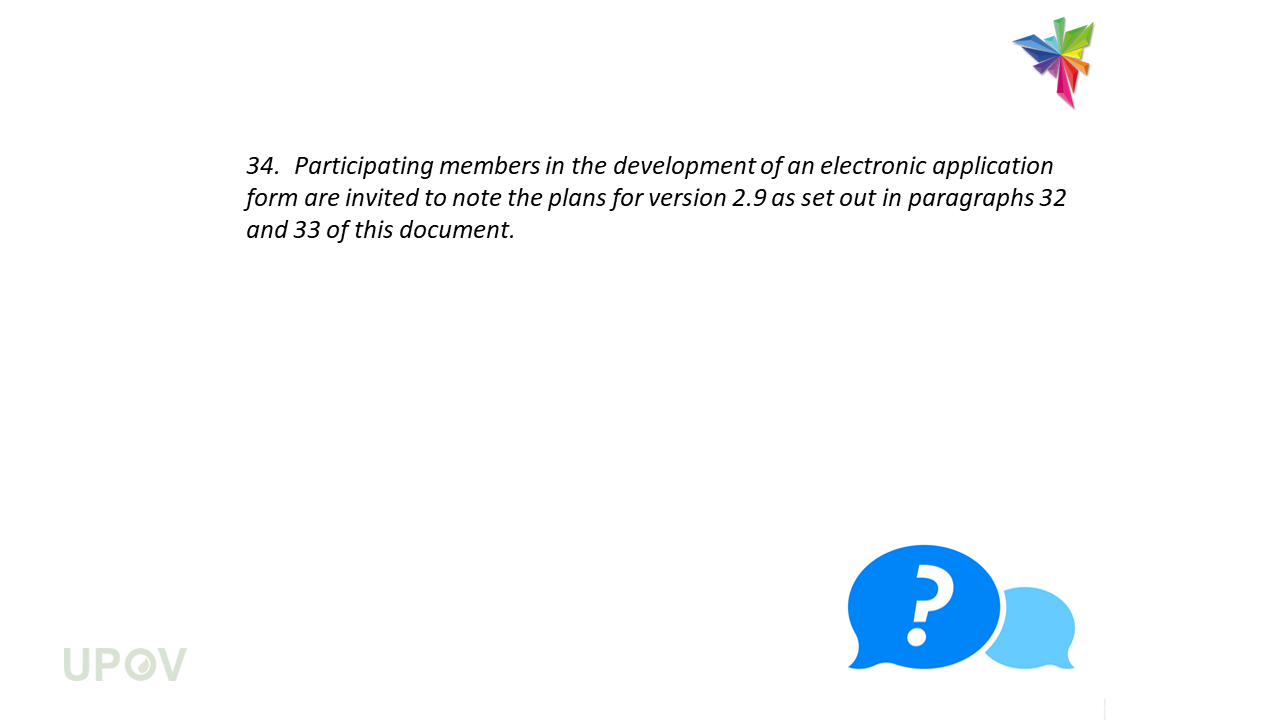 34. Participating members in the development of an electronic application
form are invited to note the plans for version 2.9 as set out in paragraphs 32
and 33 of this document.
?
UPOV